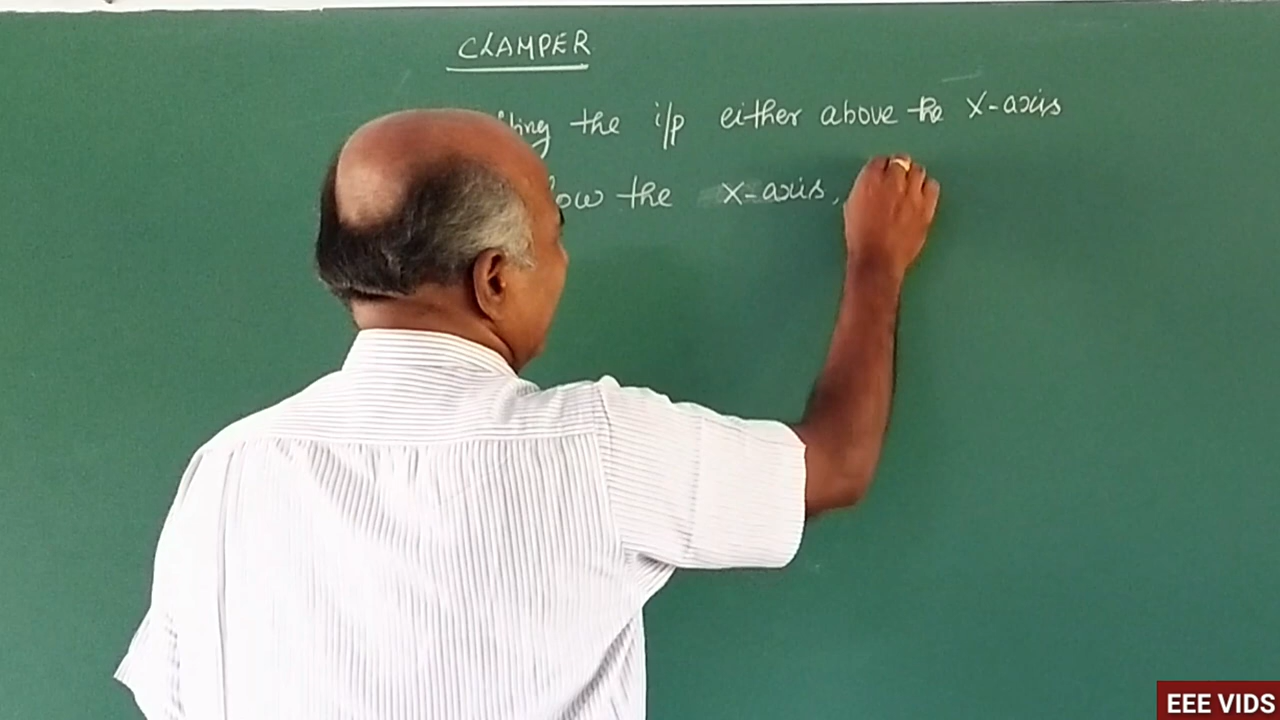 CLAMPER
the i/p either above the X-axis
the X-axis,
EEE VIDS